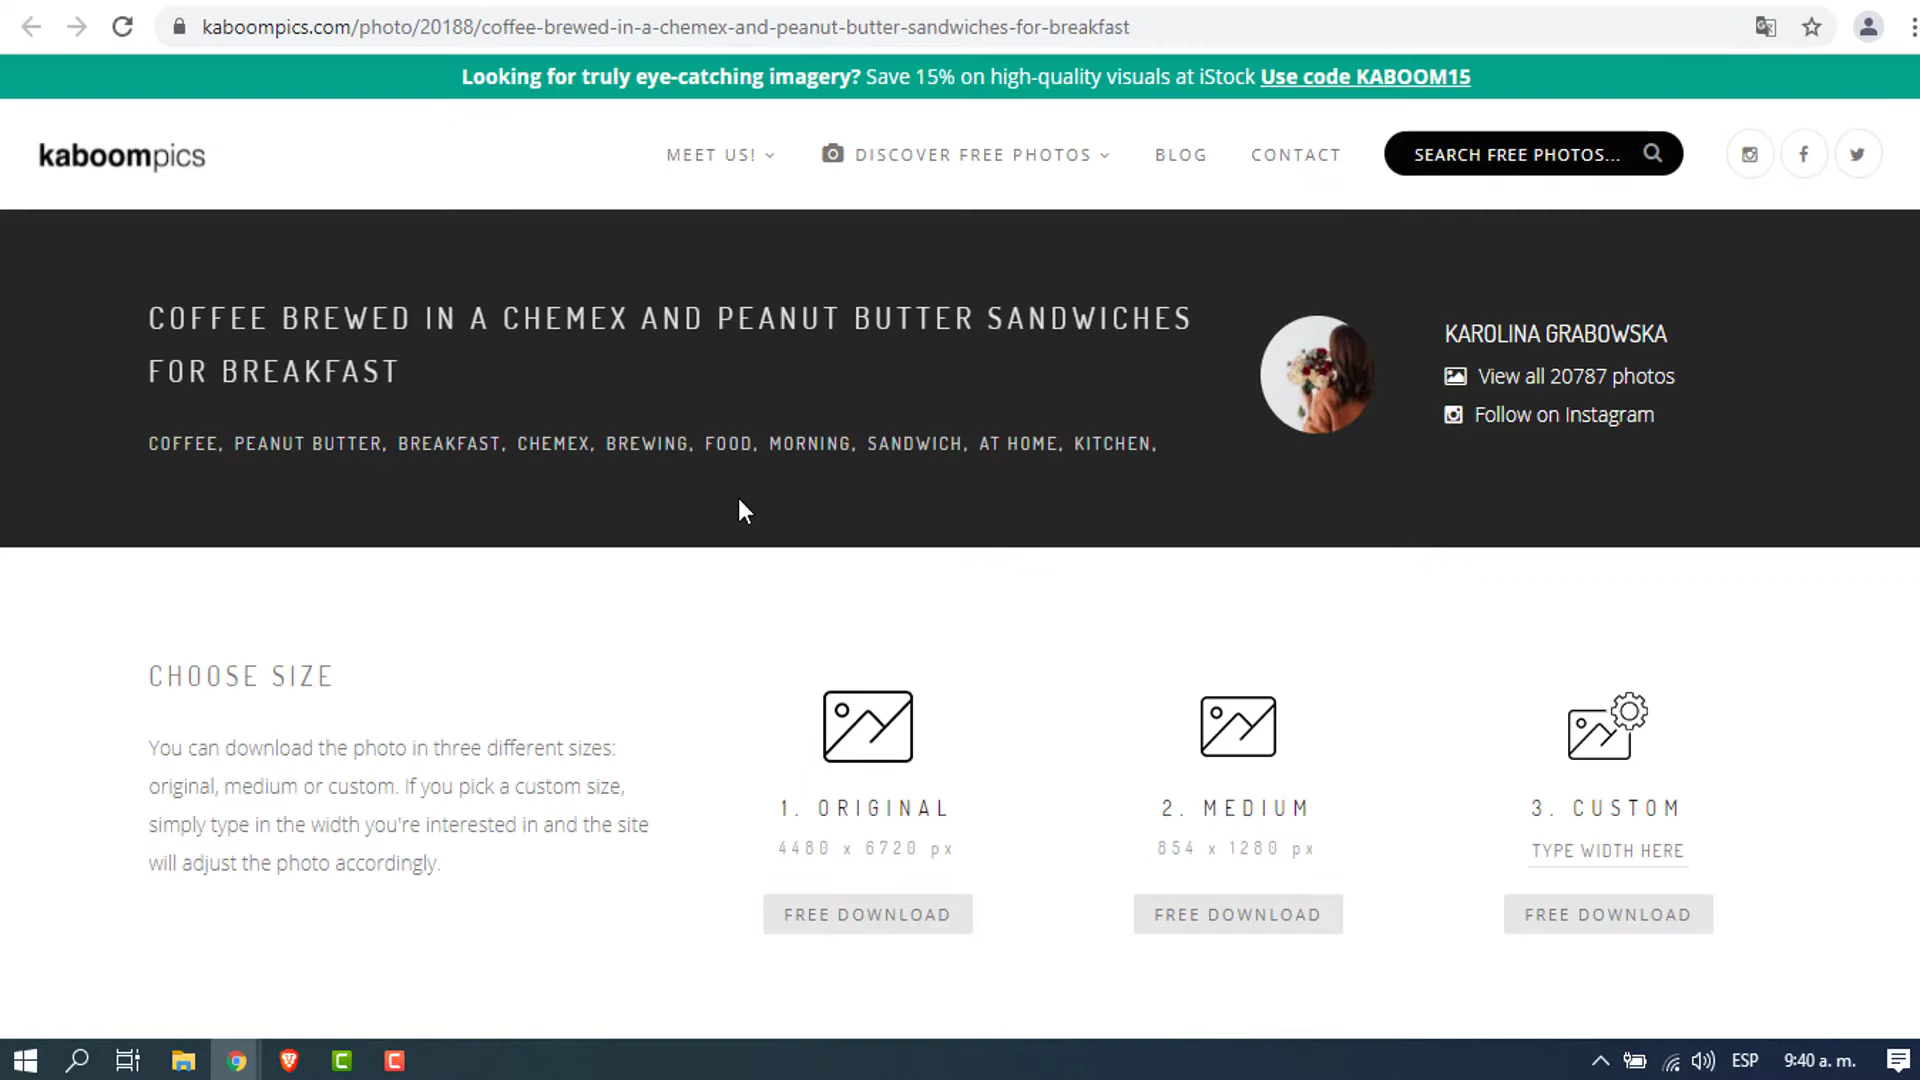 kaboompics.com/photo/20188/coffee-brewed-in-a-chemex-and-peanut-butter-sandwiches-for-breakfast
Looking for truly eye-catching imagery? Save 15% on high-quality visuals at iStock Use code KABOOM15
kaboompics
MEET US!
DISCOVER FREE PHOTOS
BLOG
CONTACT
SEARCH FREE PHOTOS...
COFFEE BREWED IN A CHEMEX AND PEANUT BUTTER SANDWICHES
FOR BREAKFAST
COFFEE, PEANUT BUTTER, BREAKFAST, CHEMEX, BREWING, FOOD, MORNING, SANDWICH, AT HOME, KITCHEN,
KAROLINA GRABOWSKA
View all 20787 photos
Follow on Instagram
CHOOSE SIZE
You can download the photo in three different sizes:
original, medium or custom. If you pick a custom size,
simply type in the width you're interested in and the site
will adjust the photo accordingly.
1. ORIGINAL
4480 x 6720 px
FREE DOWNLOAD
2. MEDIUM
854 x 1280 px
FREE DOWNLOAD
3. CUSTOM
TYPE WIDTH HERE
FREE DOWNLOAD
ESP
9:40 a. m.